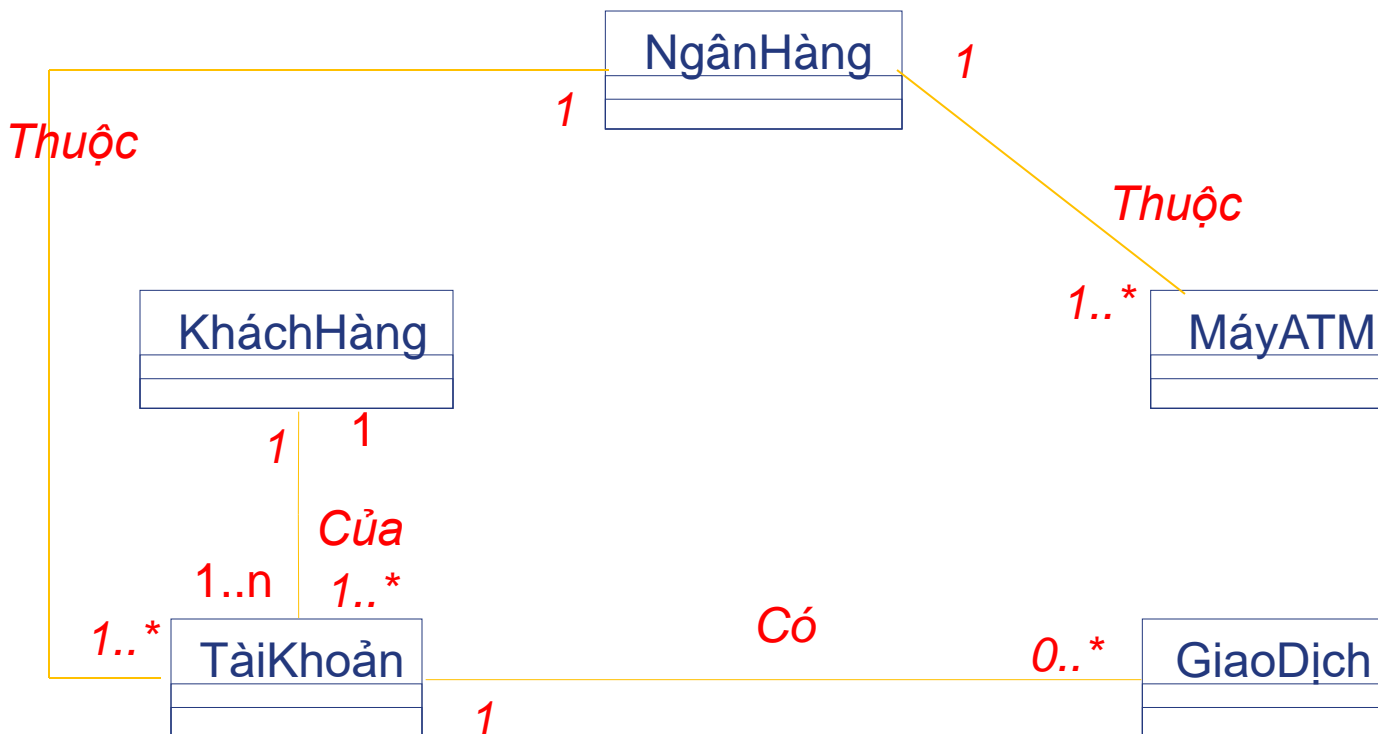 NgânHàng
1
1
Thuộc
Thuộc
1..*
KháchHàng
MáyATM
1
1
Của
1..n
1..*
1..*
Có
0..*
TàiKhoản
GiaoDịch
1